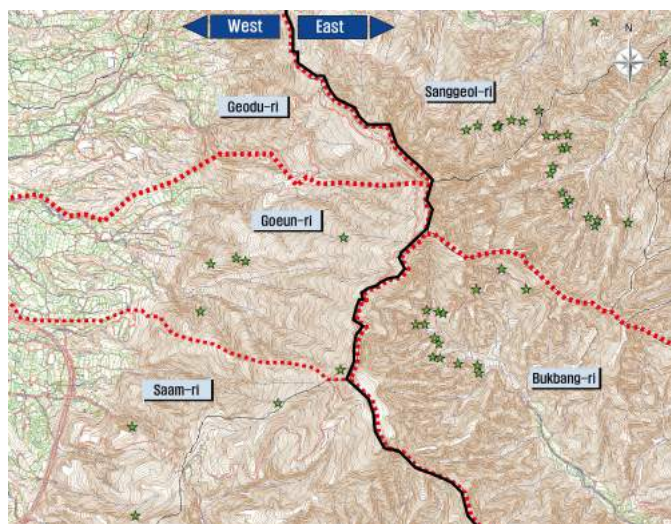 West East
N
Sanggeol-ri
Geodu-ri
Goeun-ri
Saam-ri
Bukbang-ri